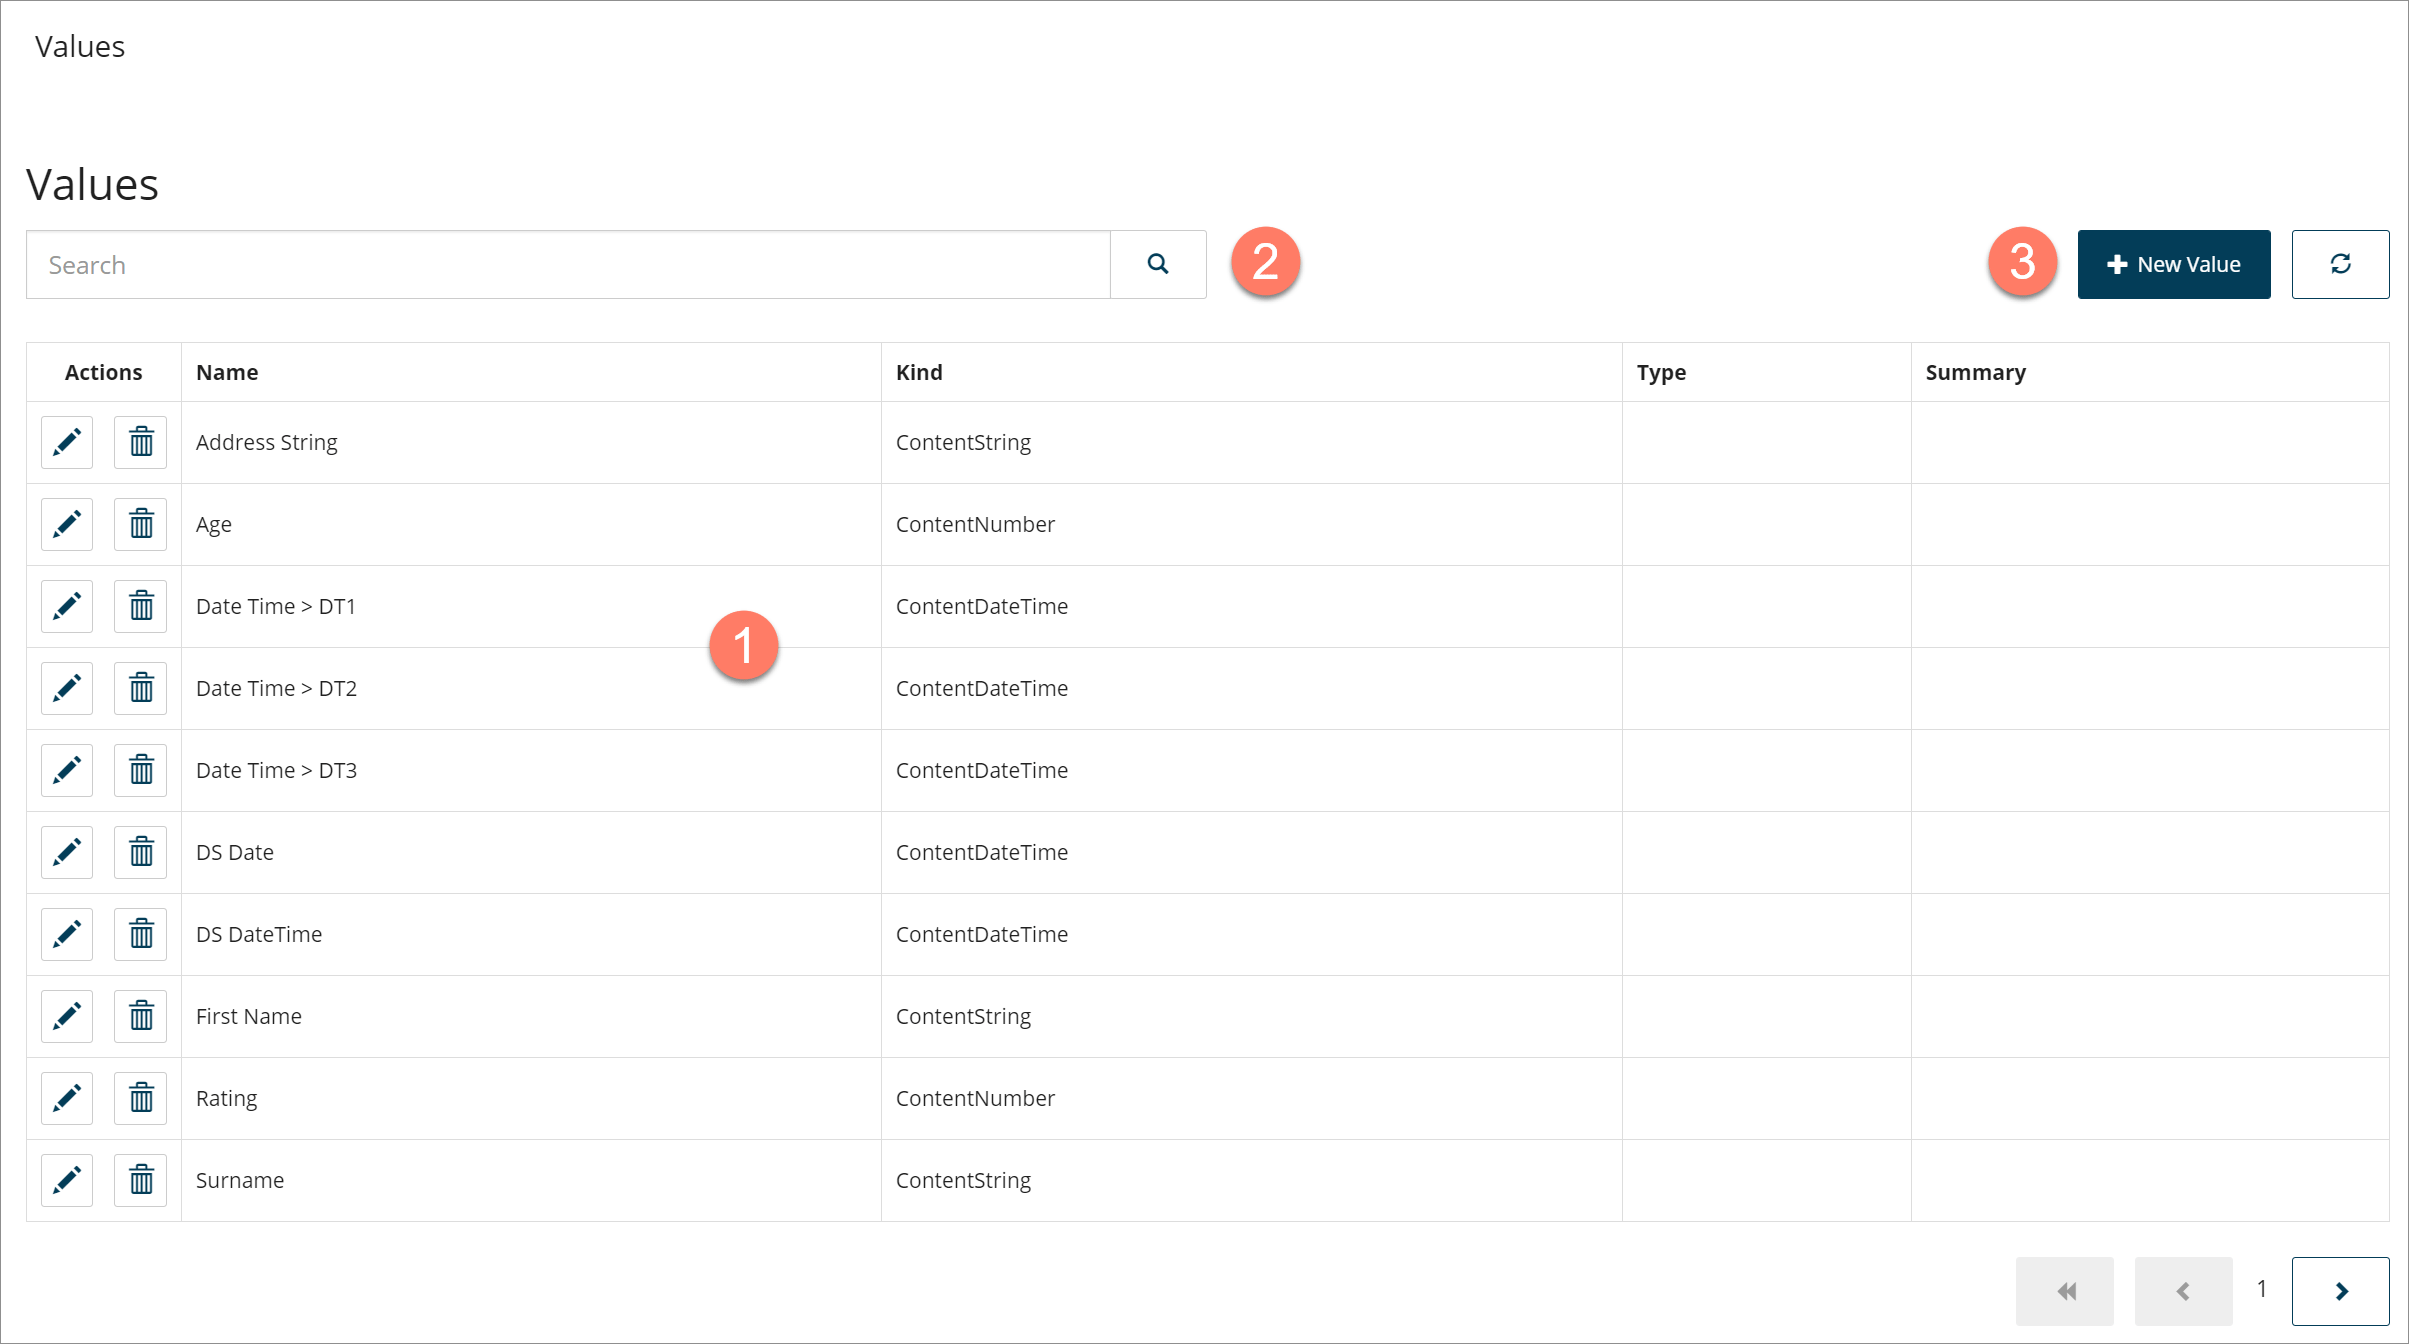 Values
Values
Search
2
3
New Value
Actions Name Kind Type Summary
Address String ContentString
Age ContentNumber
Date Time > DT1 ContentDateTime
1
Date Time > DT2 ContentDateTime
Date Time > DT3 ContentDateTime
DS Date ContentDateTime
DS DateTime ContentDateTime
First Name ContentString
Rating ContentNumber
Surname ContentString
1